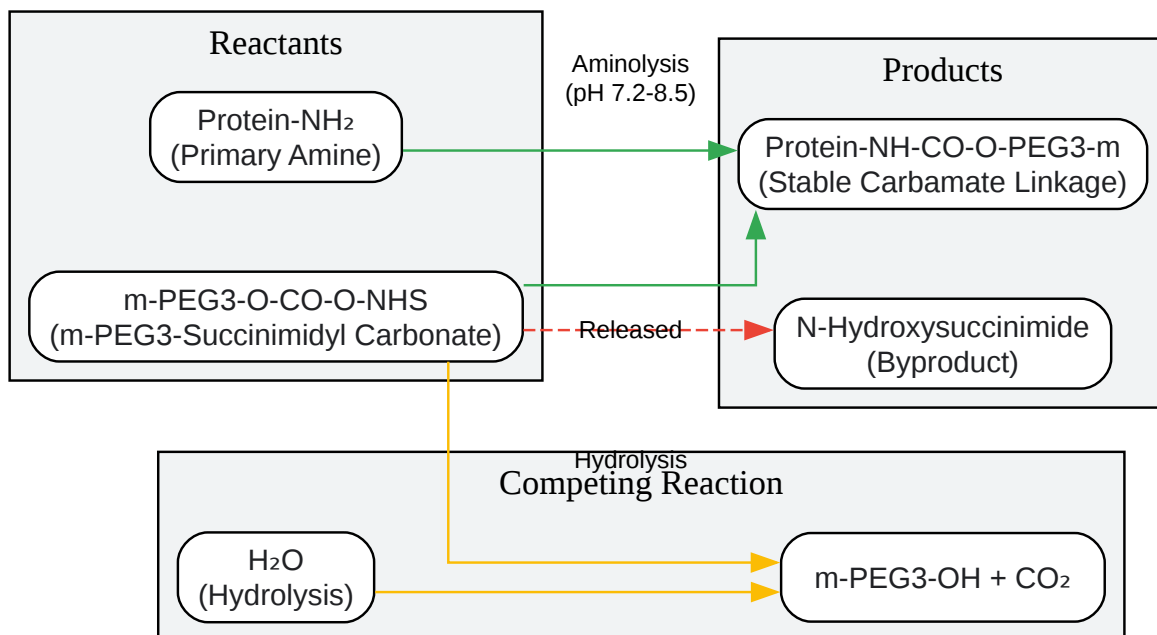 Reactants
Protein-NH₂
(Primary Amine)
m-PEG3-O-CO-O-NHS
(m-PEG3-Succinimidyl Carbonate)
Aminolysis
(pH 7.2-8.5)
Released
Products
Protein-NH-CO-O-PEG3-m
(Stable Carbamate Linkage)
N-Hydroxysuccinimide
(Byproduct)
Hydrolysis
Competing Reaction
H₂O
(Hydrolysis)
m-PEG3-OH + CO₂